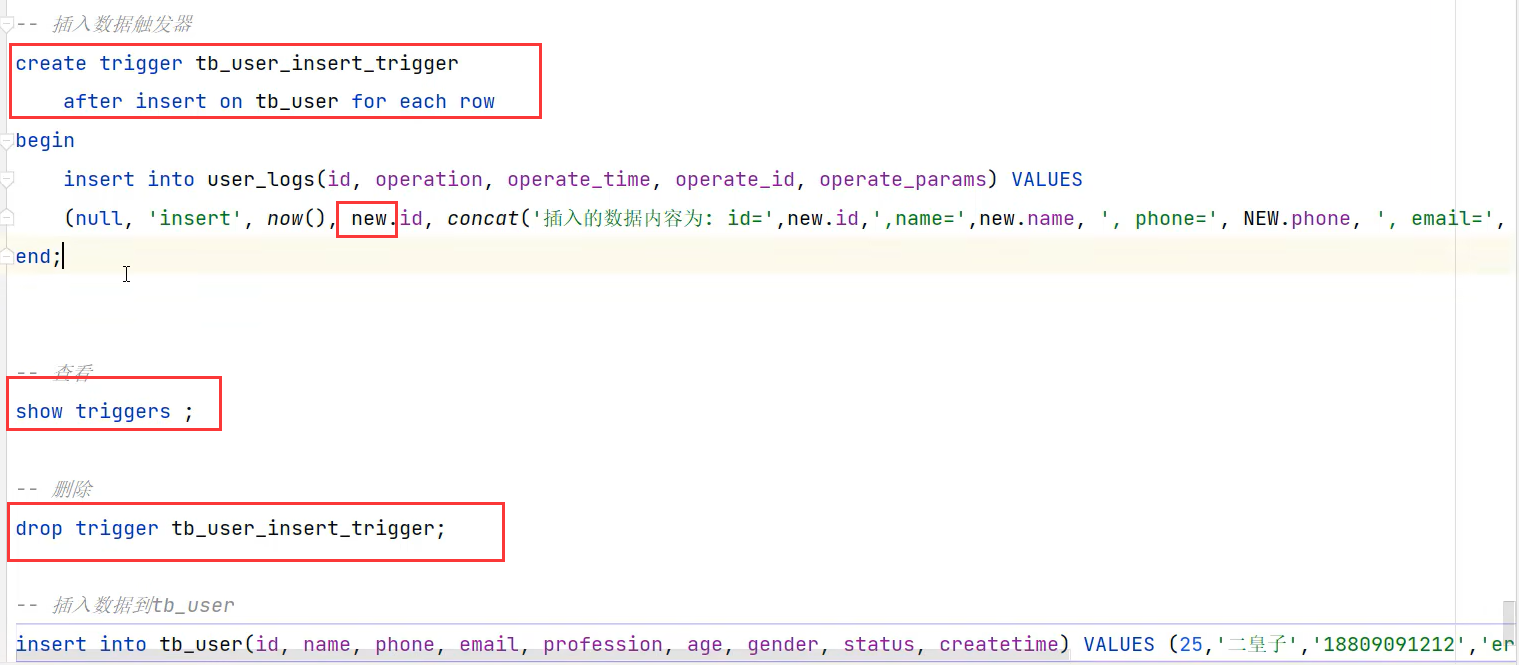 -- 插入数据触发器
create trigger tb_user_insert_trigger
after insert on tb_user for each row
begin
insert into user_logs(id, operation, operate_time, operate_id, operate_params) VALUES
(null, 'insert', now(), new.id, concat('插入的数据内容为: id=',new.id,',name=',new.name, ', phone=', NEW.phone, ', email=',
end;
-- 查看
show triggers ;
-- 删除
drop trigger tb_user_insert_trigger;
-- 插入数据到tb_user
insert into tb_user(id, name, phone, email, profession, age, gender, status, createtime) VALUES (25,'二皇子','18809091212','er